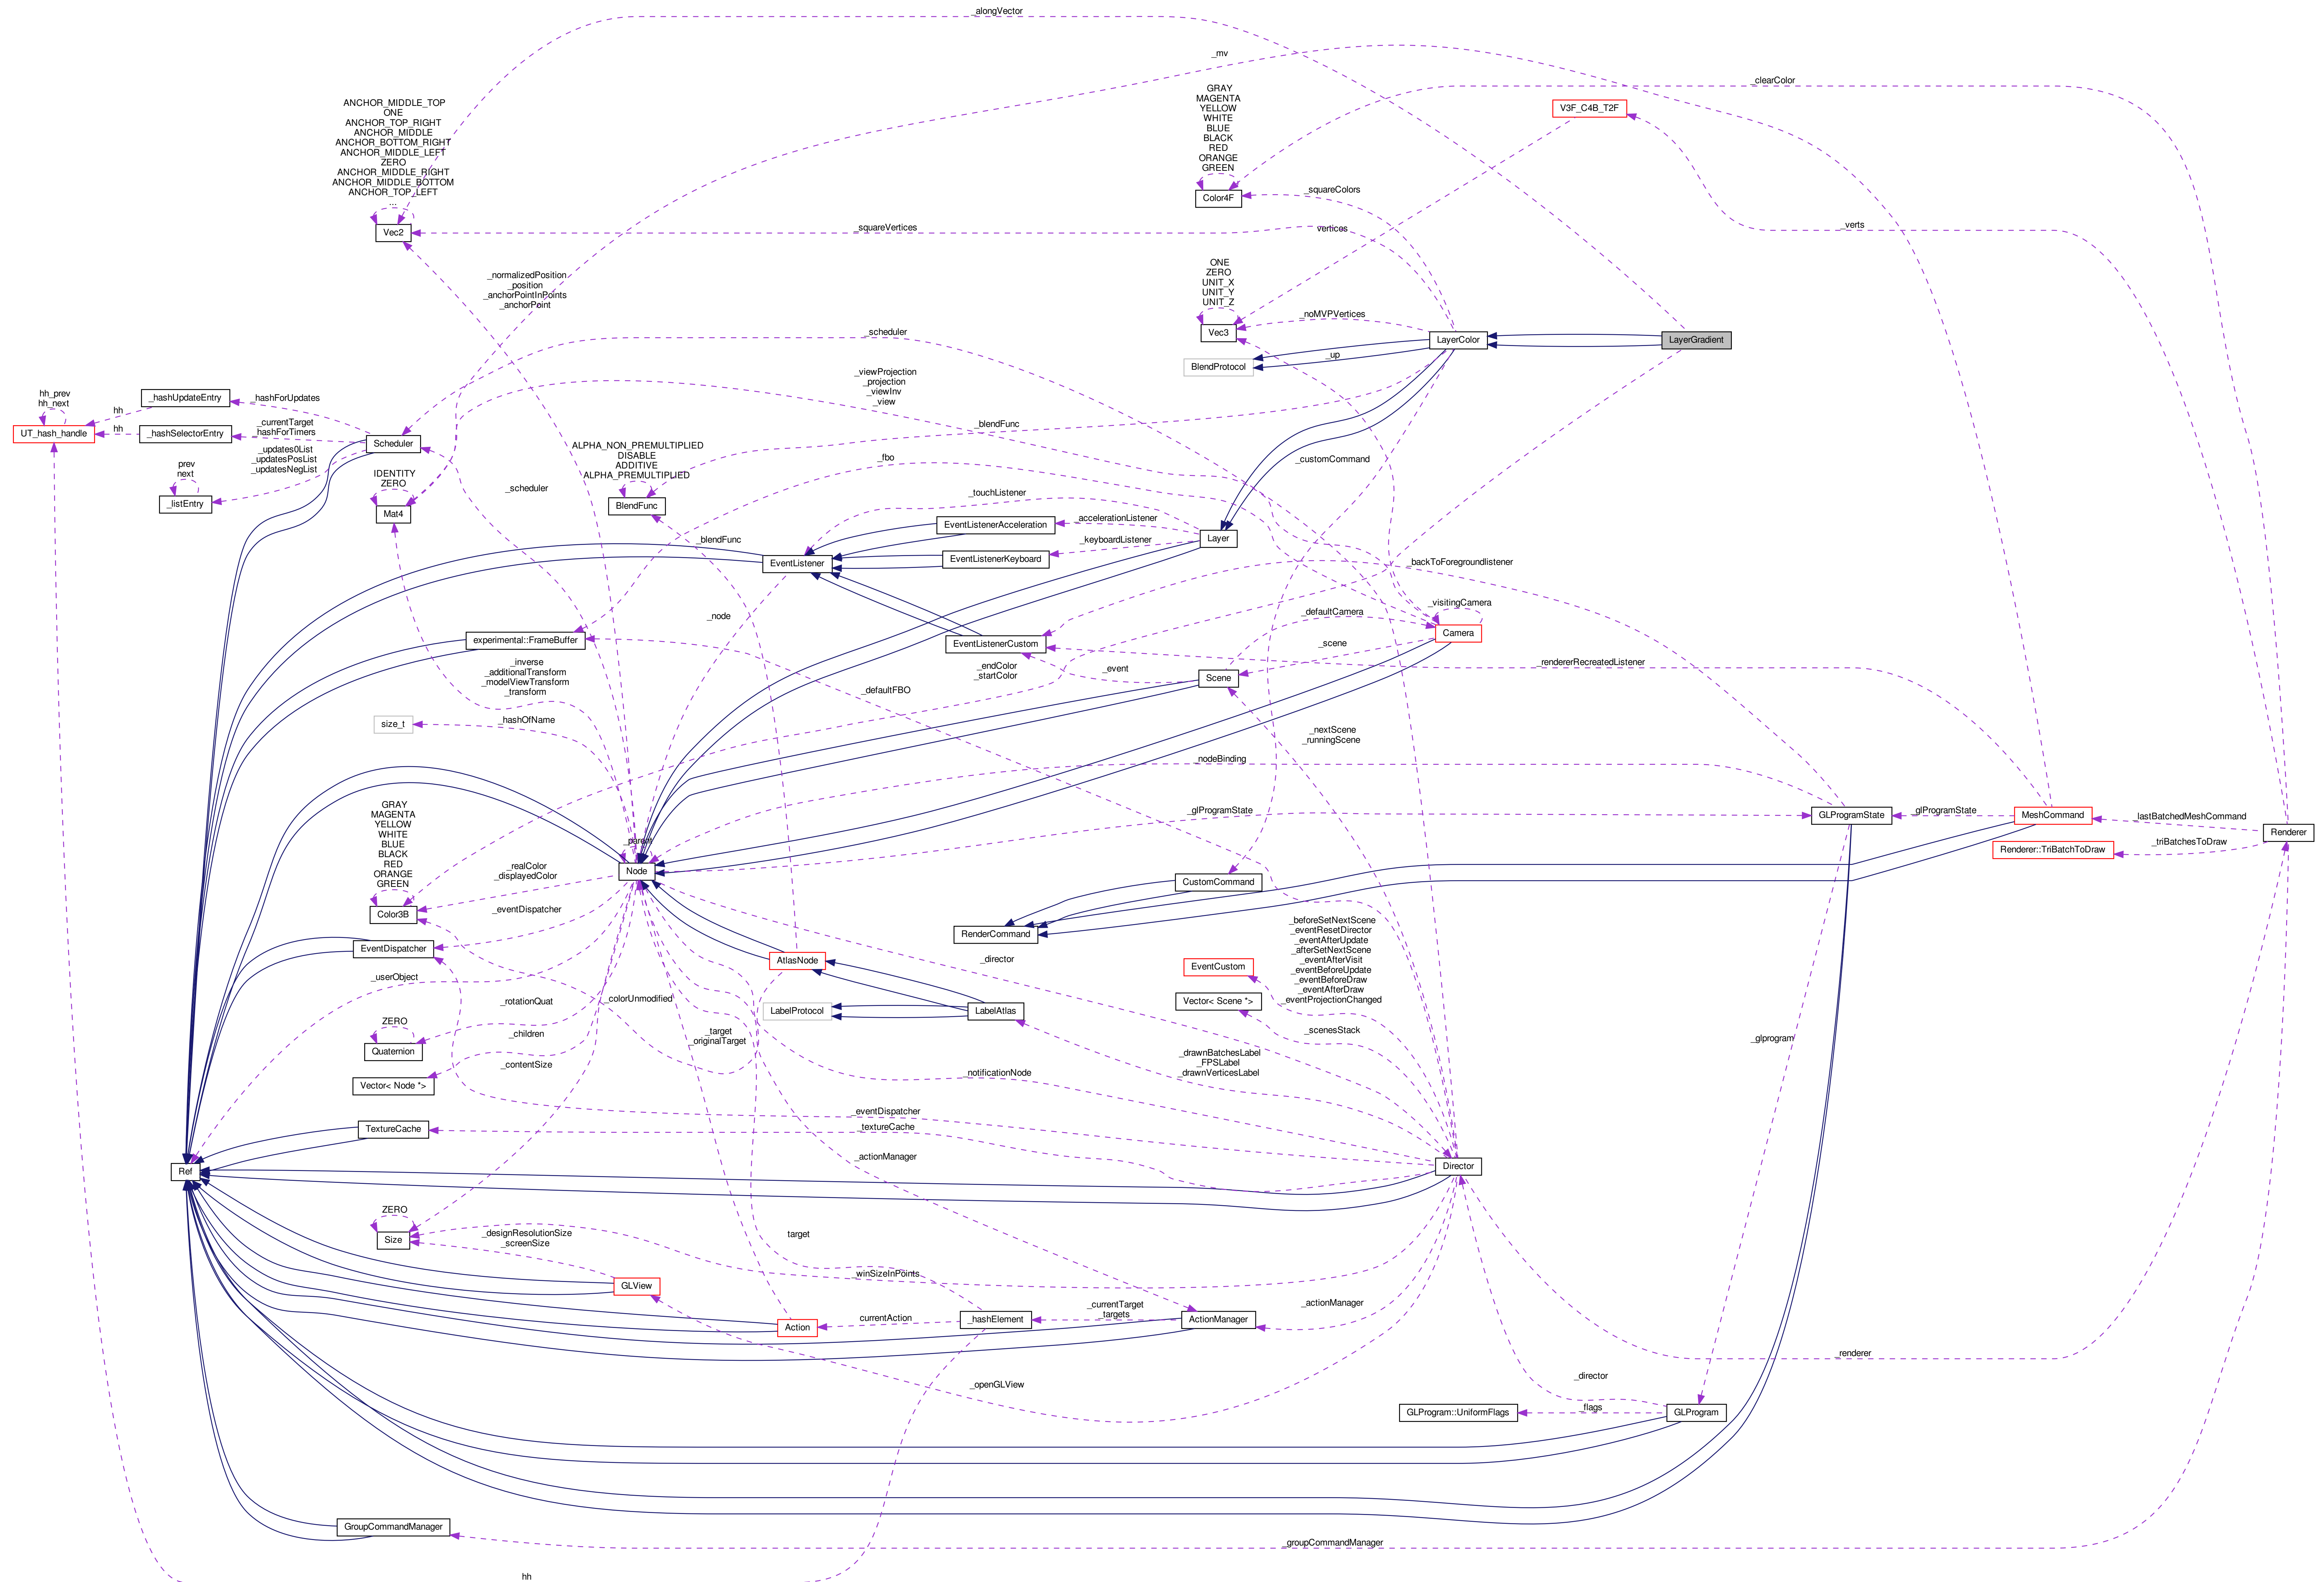 _alongVector
_mv
_clearColor
ANCHOR_MIDDLE_TOP
ONE
ANCHOR_TOP_RIGHT
ANCHOR_MIDDLE
ANCHOR_BOTTOM_RIGHT
ANCHOR_MIDDLE_LEFT
ZERO
ANCHOR_MIDDLE_RIGHT
ANCHOR_MIDDLE_BOTTOM
ANCHOR_TOP_LEFT
...
Vec2
GRAY
MAGENTA
YELLOW
WHITE
BLUE
BLACK
RED
ORANGE
GREEN
Color4F
V3F_C4B_T2F
_squareColors
_squareVertices
vertices
_verts
_normalizedPosition
_position
_anchorPointInPoints
_anchorPoint
ONE
ZERO
UNIT_X
UNIT_Y
UNIT_Z
Vec3
_noMVPVertices
_scheduler
LayerColor
LayerGradient
_up
BlendProtocol
_viewProjection
_projection
_viewInv
_view
hh_prev
hh_next
UT_hash_handle
hh
_hashUpdateEntry
_hashForUpdates
hh
_hashSelectorEntry
_currentTarget
_hashForTimers
Scheduler
_updates0List
_updatesPosList
_updatesNegList
prev
next
_listEntry
IDENTITY
ZERO
Mat4
_blendFunc
ALPHA_NON_PREMULTIPLIED
DISABLE
ADDITIVE
ALPHA_PREMULTIPLIED
BlendFunc
_fbo
_customCommand
_scheduler
_touchListener
EventListenerAcceleration
_accelerationListener
Layer
_blendFunc
_keyboardListener
EventListener
EventListenerKeyboard
_backToForegroundlistener
_node
_defaultCamera
_visitingCamera
Camera
experimental::FrameBuffer
EventListenerCustom
_scene
_event
Scene
_rendererRecreatedListener
_inverse
_additionalTransform
_modelViewTransform
_transform
_endColor
_startColor
_defaultFBO
size_t
_hashOfName
_nextScene
_runningScene
_nodeBinding
GRAY
MAGENTA
YELLOW
WHITE
BLUE
BLACK
RED
ORANGE
GREEN
Color3B
_glProgramState
GLProgramState
_glProgramState
MeshCommand
_lastBatchedMeshCommand
Renderer
_triBatchesToDraw
Renderer::TriBatchToDraw
_parent
Node
_realColor
_displayedColor
CustomCommand
_eventDispatcher
RenderCommand
_beforeSetNextScene
_eventResetDirector
_eventAfterUpdate
_afterSetNextScene
_eventAfterVisit
_eventBeforeUpdate
_eventBeforeDraw
_eventAfterDraw
_eventProjectionChanged
EventDispatcher
AtlasNode
_director
EventCustom
_userObject
_rotationQuat
_colorUnmodified
LabelProtocol
LabelAtlas
Vector< Scene *>
_scenesStack
ZERO
Quaternion
_children
_target
_originalTarget
_glprogram
_contentSize
_notificationNode
_drawnBatchesLabel
_FPSLabel
_drawnVerticesLabel
Vector< Node *>
_eventDispatcher
TextureCache
_textureCache
_actionManager
Ref
Director
ZERO
Size
_designResolutionSize
_screenSize
target
GLView
_winSizeInPoints
Action
currentAction
_hashElement
_currentTarget
_targets
ActionManager
_actionManager
_renderer
_openGLView
_director
GLProgram::UniformFlags
_flags
GLProgram
GroupCommandManager
_groupCommandManager
hh